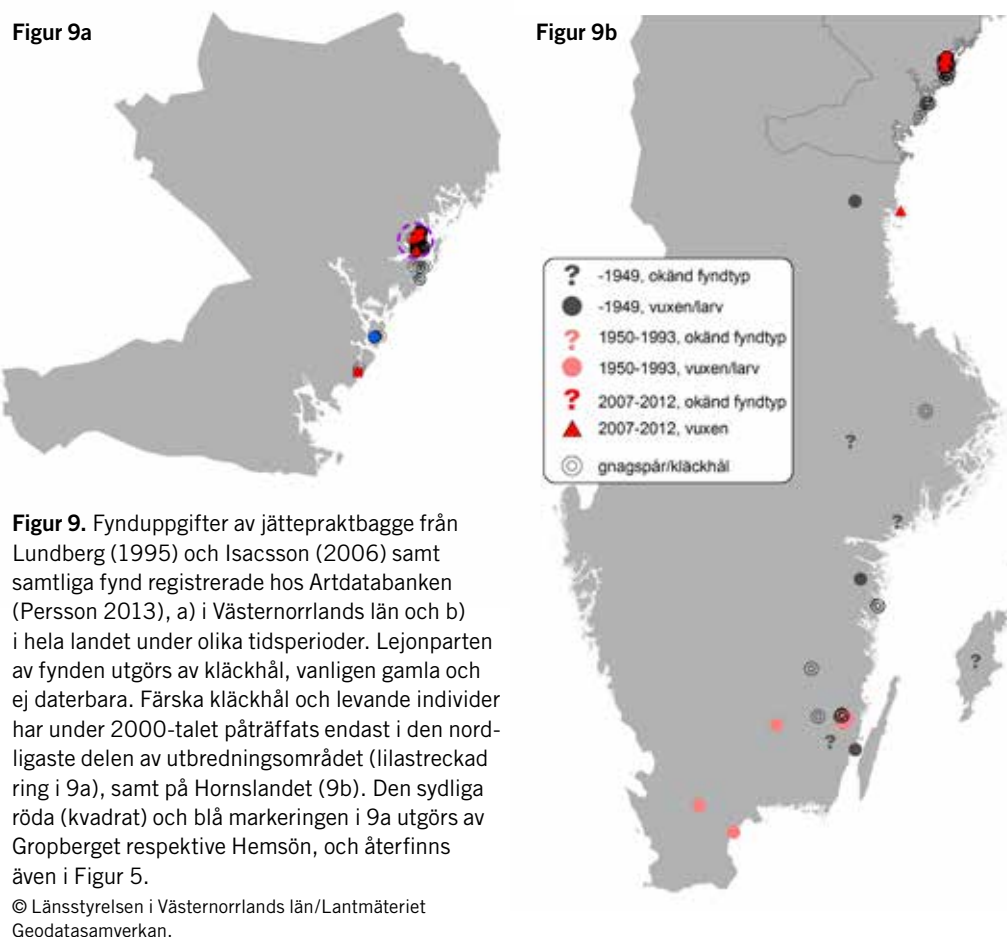 Figur 9a
Figur 9b
? -1949, okänd fyndtyp
-1949, vuxen/larv
? 1950-1993, okänd fyndtyp
1950-1993, vuxen/larv
? 2007-2012, okänd fyndtyp
2007-2012, vuxen
gnagspår/kläckhål
?
?
?
?
Figur 9. Fynduppgifter av jättepraktbagge från
Lundberg (1995) och Isacsson (2006) samt
samtliga fynd registrerade hos Artdatabanken
(Persson 2013), a) i Västernorrlands län och b)
i hela landet under olika tidsperioder. Lejonparten
av fynden utgörs av kläckhål, vanligen gamla och
ej daterbara. Färska kläckhål och levande individer
har under 2000-talet påträffats endast i den nord-
ligaste delen av utbredningsområdet (lilastreckad
ring i 9a), samt på Hornslandet (9b). Den sydliga
röda (kvadrat) och blå markeringen i 9a utgörs av
Gropberget respektive Hemsön, och återfinns
även i Figur 5.
© Länsstyrelsen i Västernorrlands län/Lantmäteriet
Geodatasamverkan.